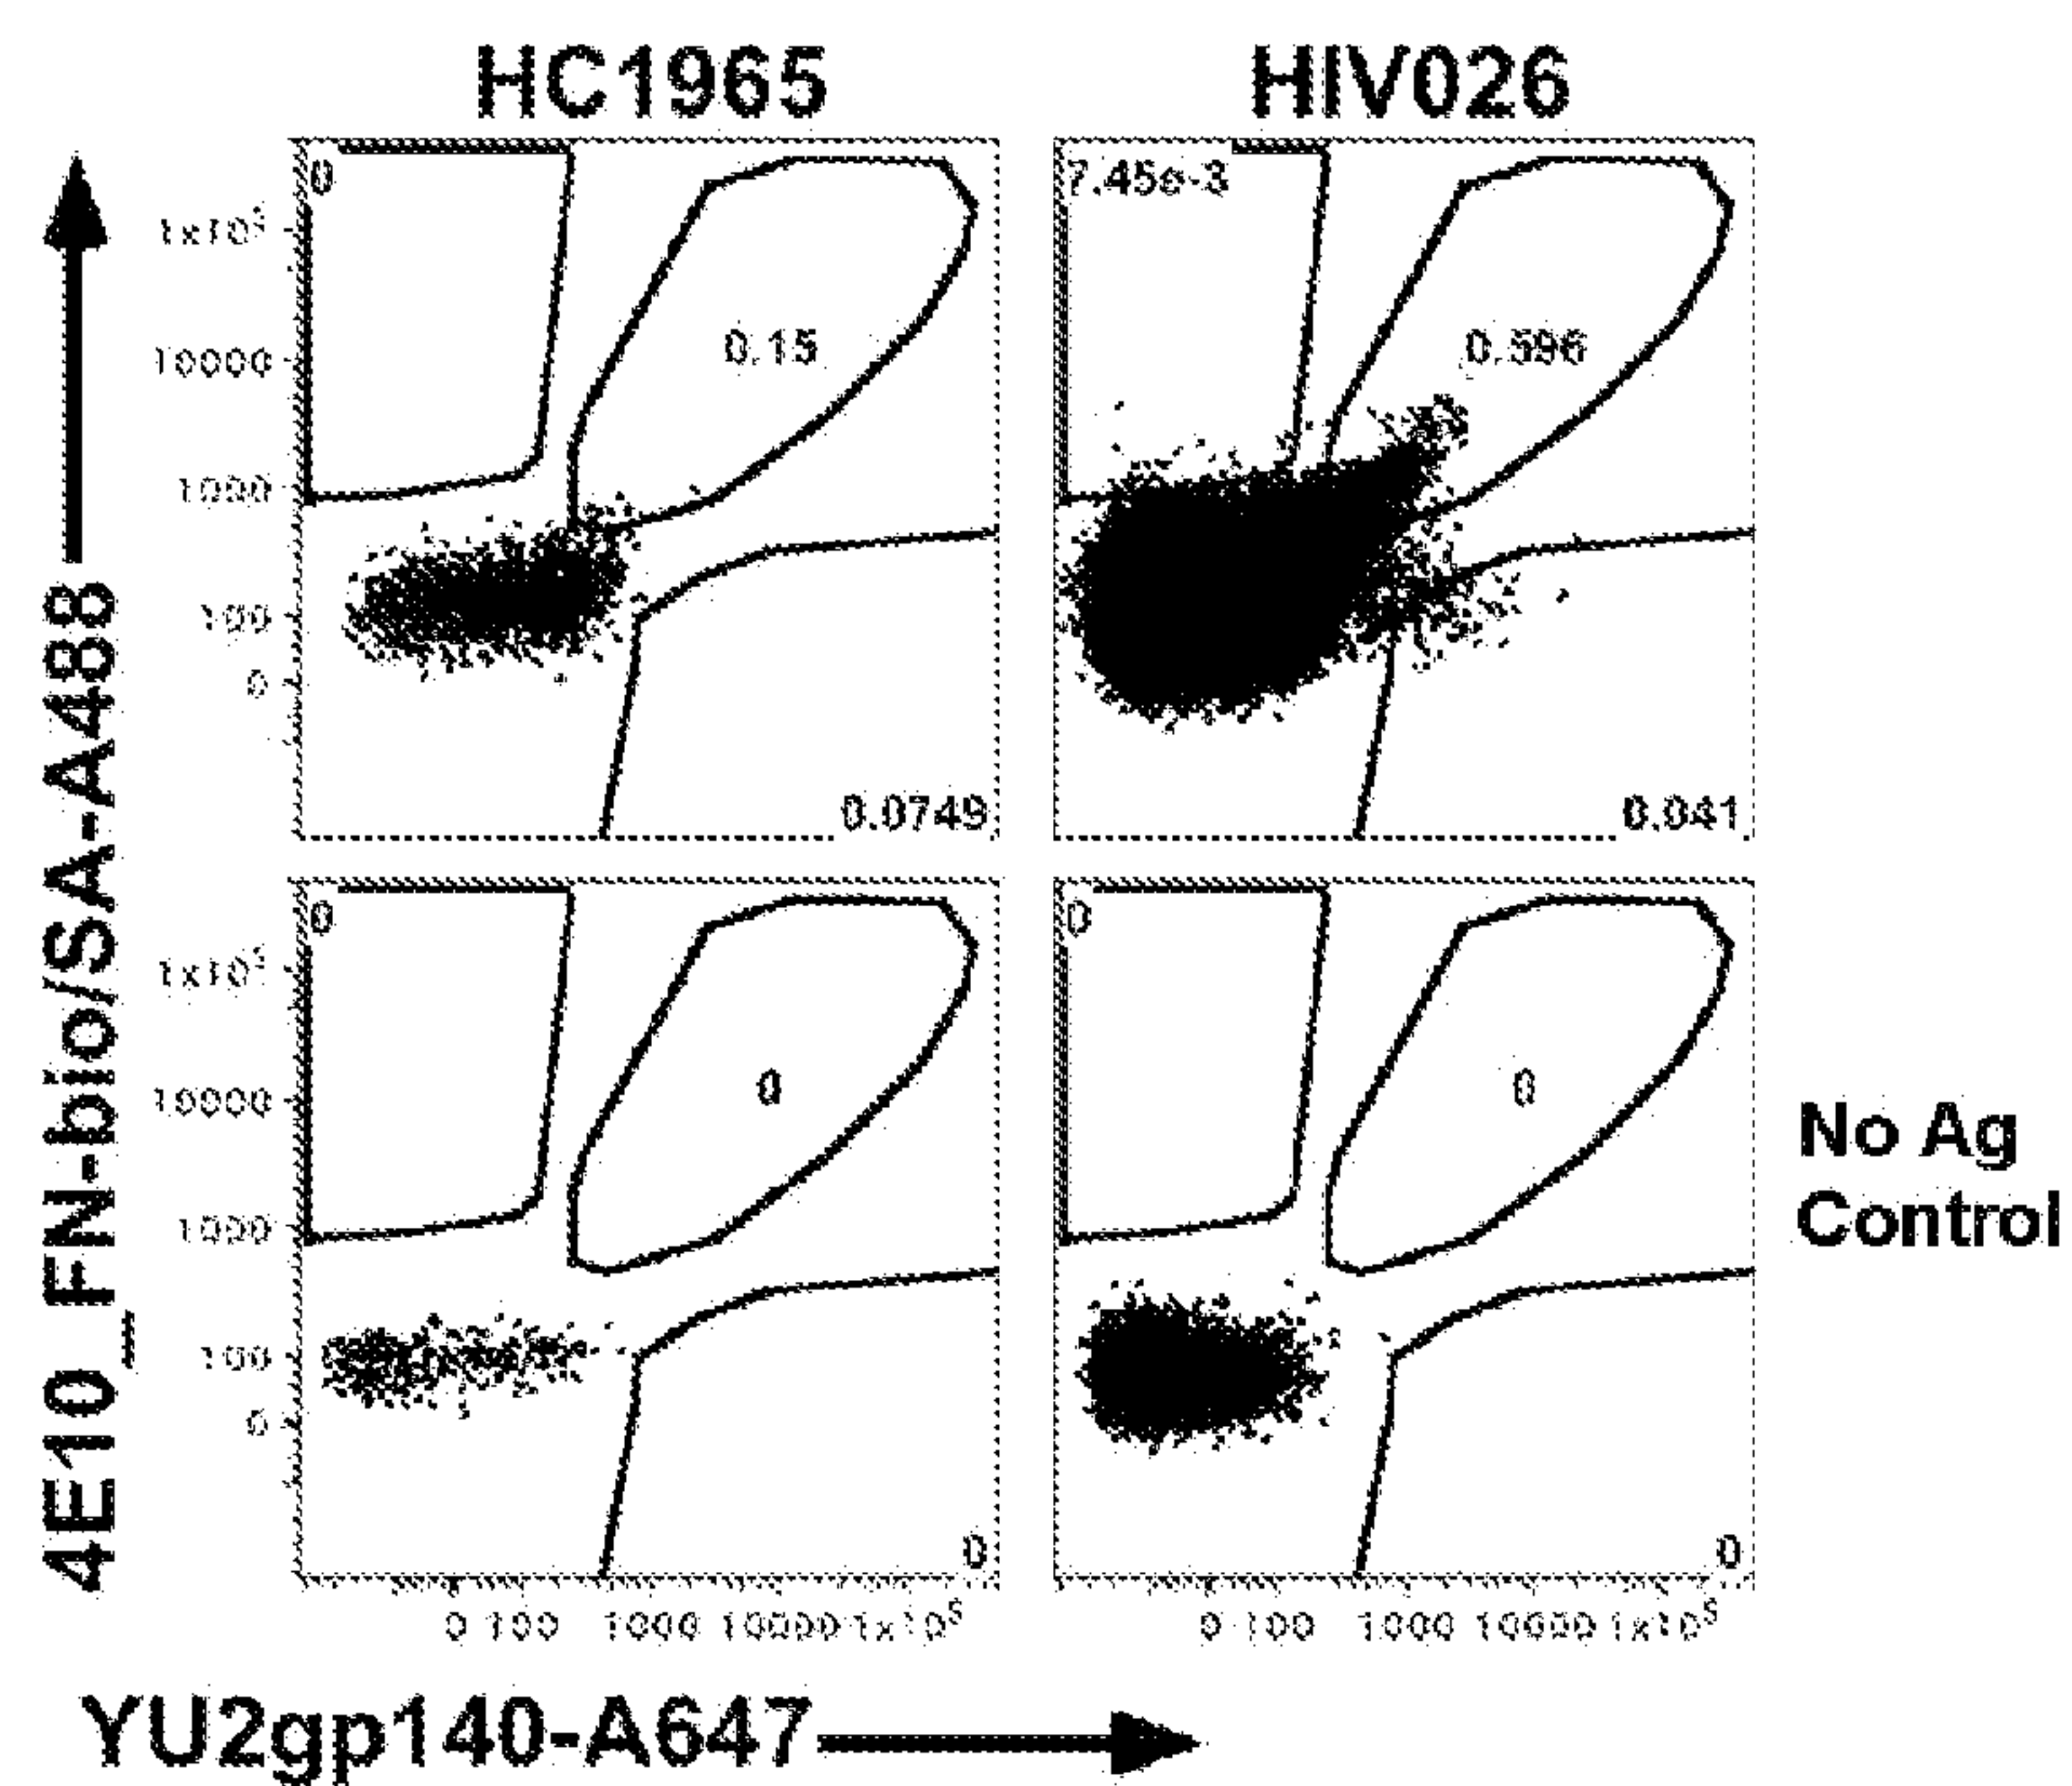 HC1965 HIV026
0
1x10⁵
10000
1000
100
0
0.15
0.0749
7.45e-3
0.596
0.041
4E10_FN-bio/SA-A488
0
1x10⁵
10000
1000
100
0
0
0
0
0
0
No Ag
Control
0 100 1000 10000 1x10⁵
0 100 1000 10000 1x10⁵
YU2gp140-A647